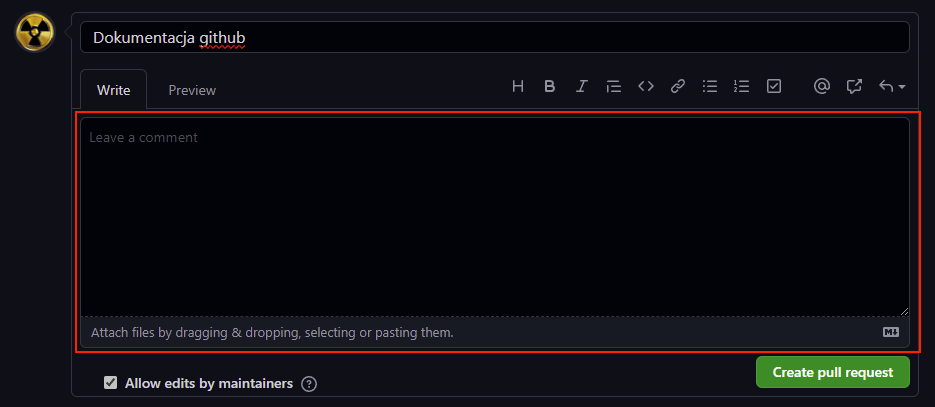 Dokumentacja github
Write Preview
Leave a comment
Attach files by dragging & dropping, selecting or pasting them.
Allow edits by maintainers
Create pull request